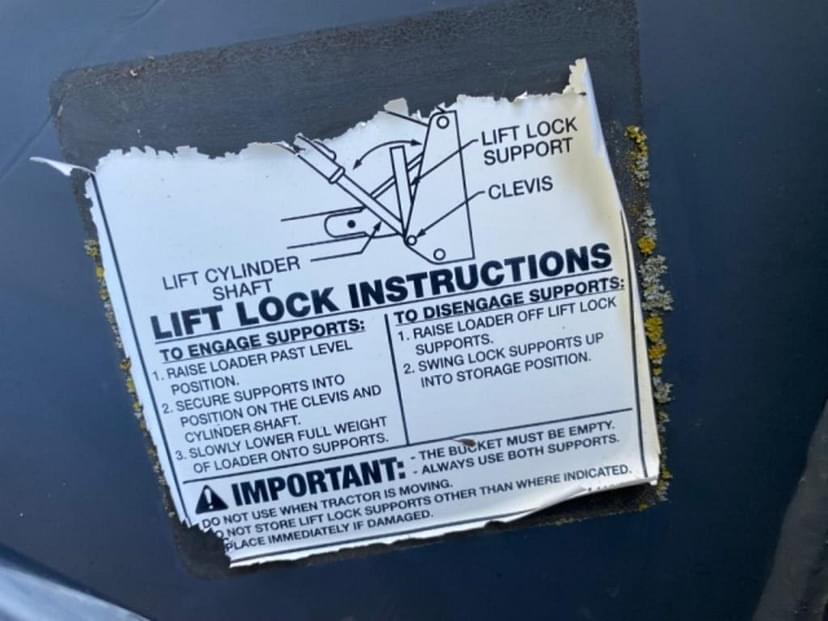 LIFT LOCK
SUPPORT
CLEVIS
LIFT CYLINDER
SHAFT
LIFT LOCK INSTRUCTIONS
TO ENGAGE SUPPORTS:
1. RAISE LOADER PAST LEVEL
POSITION.
2. SECURE SUPPORTS INTO
POSITION ON THE CLEVIS AND
CYLINDER SHAFT.
3. SLOWLY LOWER FULL WEIGHT
OF LOADER ONTO SUPPORTS.
TO DISENGAGE SUPPORTS:
1. RAISE LOADER OFF LIFT LOCK
SUPPORTS.
2. SWING LOCK SUPPORTS UP
INTO STORAGE POSITION.
IMPORTANT:
- THE BUCKET MUST BE EMPTY.
- ALWAYS USE BOTH SUPPORTS.
DO NOT USE WHEN TRACTOR IS MOVING.
O NOT STORE LIFT LOCK SUPPORTS OTHER THAN WHERE INDICATED.
PLACE IMMEDIATELY IF DAMAGED.